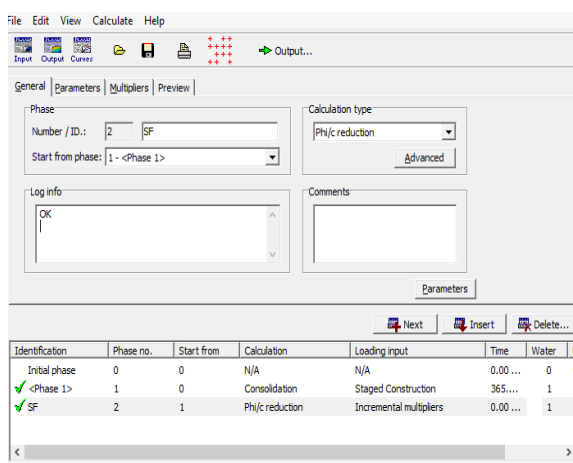 File Edit View Calculate Help
Input Output Curves Output...
General Parameters Multipliers Preview
Phase
Number / ID.: 2 SF
Start from phase: 1 - <Phase 1>
Calculation type
Phi/c reduction
Advanced
Log info
OK
Comments
Parameters
Next Insert Delete...
Identification Phase no. Start from Calculation Loading input Time Water
Initial phase 0 0 N/A N/A 0.00 ... 0
<Phase 1> 1 0 Consolidation Staged Construction 365.... 1
SF 2 1 Phi/c reduction Incremental multipliers 0.00 ... 1